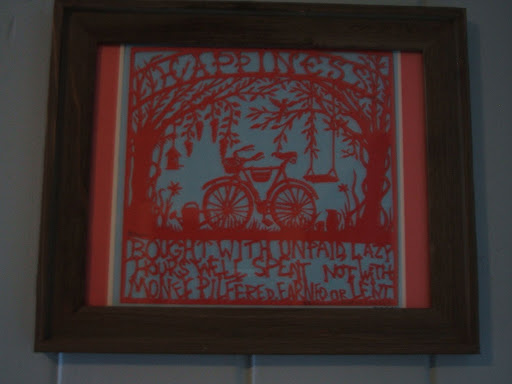 HAPPINESS
BOUGHT WITH UNPAID LAZY
HOURS WELL SPENT NOT WITH
MONEY PILFERED, EARNED OR LENT